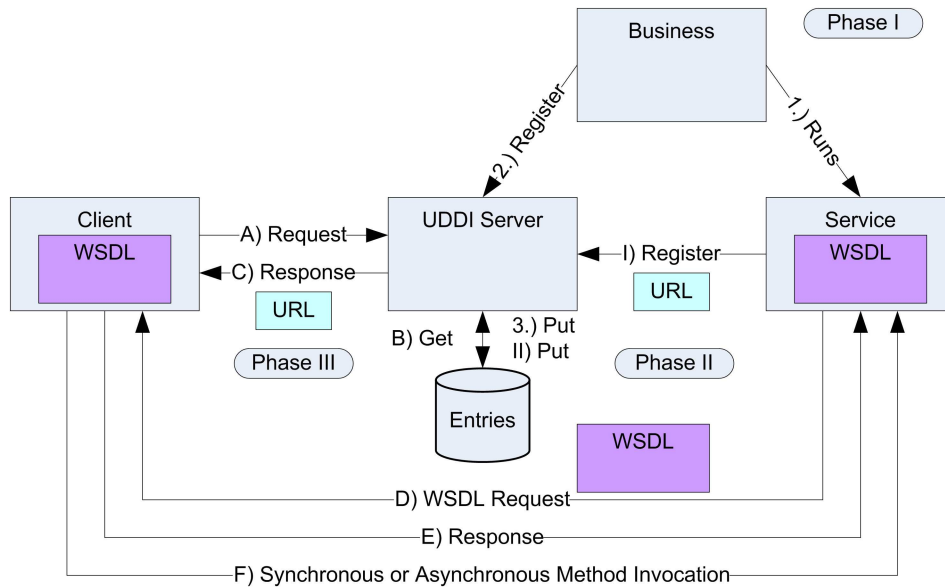 Business
Phase I
2.) Register
1.) Runs
Client
WSDL
A) Request
C) Response
URL
UDDI Server
I) Register
URL
Service
WSDL
B) Get
3.) Put
II) Put
Phase III
Phase II
Entries
WSDL
D) WSDL Request
E) Response
F) Synchronous or Asynchronous Method Invocation